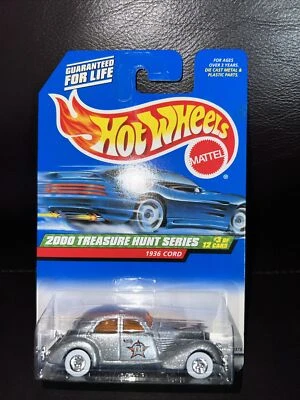 GUARANTEED
FOR LIFE
FOR AGES
OVER 3 YEARS.
DIE CAST METAL &
PLASTIC PARTS.
Hot Wheels
MATTEL
2000 TREASURE HUNT SERIES
#3 OF
12 CARS
1936 CORD